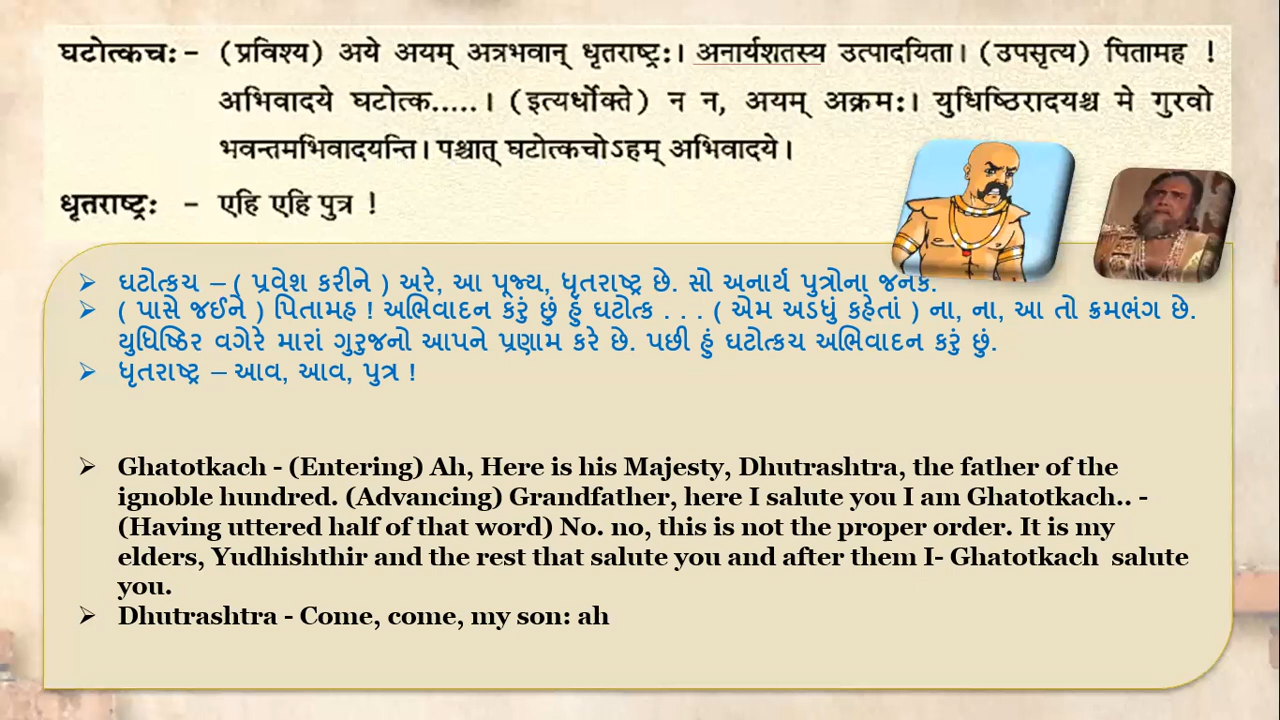 घटोत्कचः - (प्रविश्य) अये अयम् अत्रभवान् धृतराष्ट्रः। अनार्यशतस्य उत्पादयिता। (उपसृत्य) पितामह !
अभिवादये घटोत्क.....। (इत्यर्धोक्ते) न न, अयम् अक्रमः। युधिष्ठिरादयश्च मे गुरवो
भवन्तमभिवादयन्ति। पश्चात् घटोत्कचोऽहम् अभिवादये।
धृतराष्ट्रः - एहि एहि पुत्र !
➢ ઘટોત્કચ – ( પ્રવેશ કરીને ) અરે, આ પૂજ્ય, ધૃતરાષ્ટ્ર છે. સો અનાર્ય પુત્રોના જનક.
➢ ( પાસે જઈને ) પિતામહ ! અભિવાદન કરું છું હું ઘટોત્ક . . . ( એમ અડધું કહેતાં ) ના, ના, આ તો ક્રમભંગ છે.
યુધિષ્ઠિર વગેરે મારાં ગુરુજનો આપને પ્રણામ કરે છે. પછી હું ઘટોત્કચ અભિવાદન કરું છું.
➢ ધૃતરાષ્ટ્ર – આવ, આવ, પુત્ર !
➢ Ghatotkach - (Entering) Ah, Here is his Majesty, Dhutrashtra, the father of the
ignoble hundred. (Advancing) Grandfather, here I salute you I am Ghatotkach.. -
(Having uttered half of that word) No. no, this is not the proper order. It is my
elders, Yudhishthir and the rest that salute you and after them I- Ghatotkach salute
you.
➢ Dhutrashtra - Come, come, my son: ah